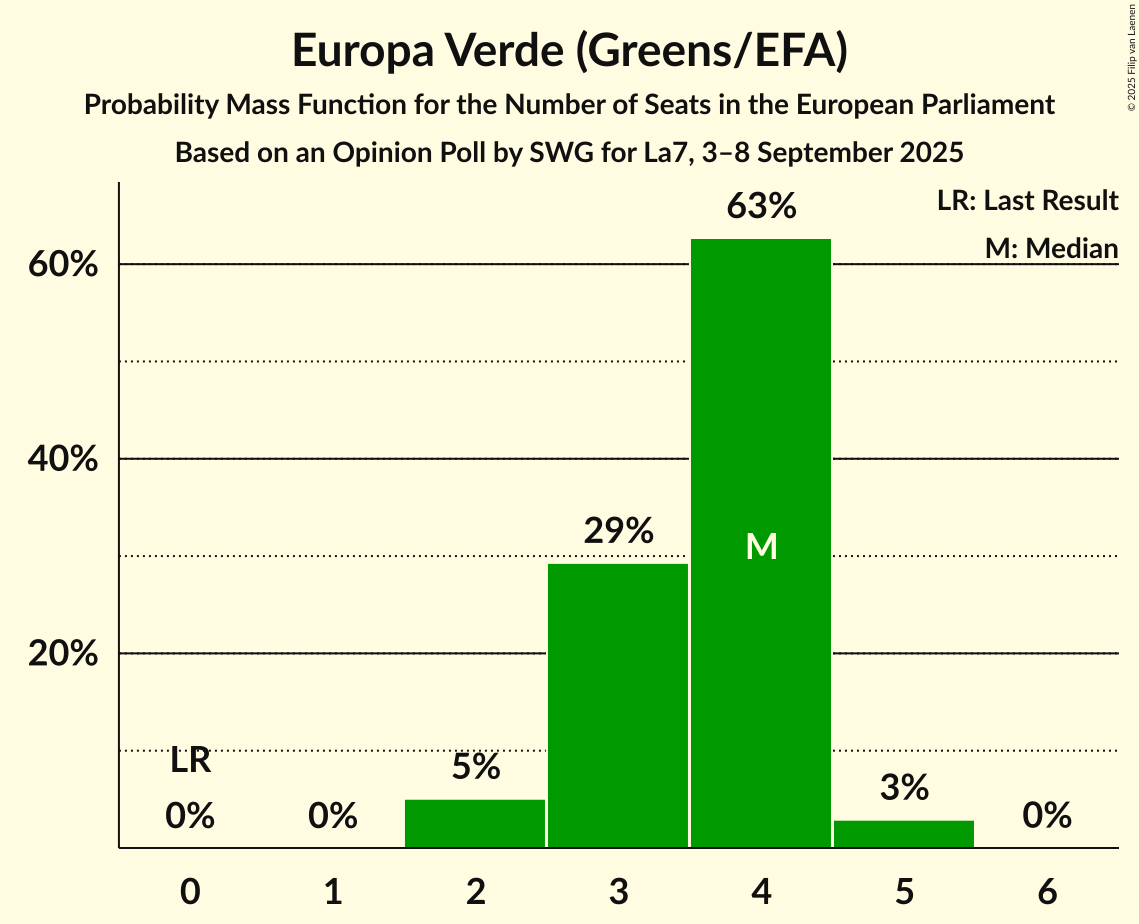 Europa Verde (Greens/EFA)
Probability Mass Function for the Number of Seats in the European Parliament
Based on an Opinion Poll by SWG for La7, 3–8 September 2025
© 2025 Filip van Laenen
LR: Last Result
M: Median
63%
60%
40%
29%
M
20%
LR
5%
3%
0%
0%
0%
0
1
2
3
4
5
6